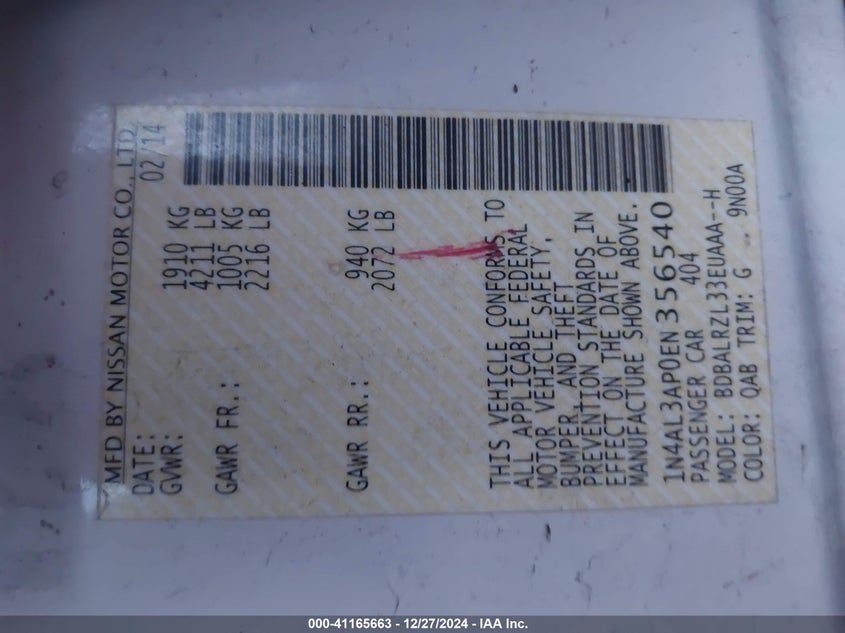 MFD BY NISSAN MOTOR CO., LTD.
DATE: 02/14
GVWR: 1910 KG
4211 LB
GAWR FR.: 1005 KG
2216 LB
GAWR RR.: 940 KG
2072 LB
THIS VEHICLE CONFORMS TO
ALL APPLICABLE FEDERAL
MOTOR VEHICLE SAFETY,
BUMPER, AND THEFT
PREVENTION STANDARDS IN
EFFECT ON THE DATE OF
MANUFACTURE SHOWN ABOVE.
1N4AL3AP0EN356540
PASSENGER CAR 404
MODEL: BDBALRZL33EUAAA--H
COLOR: QAB TRIM: G 9N00A
000-41165663 - 12/27/2024 - IAA Inc.